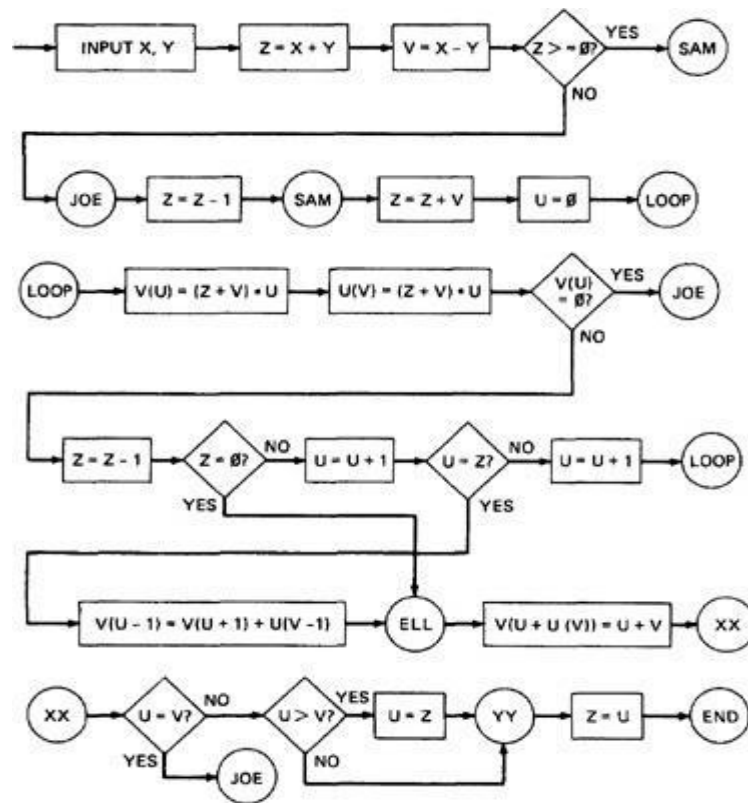 INPUT X, Y
Z = X + Y
V = X - Y
Z > = Ø?
YES
SAM
NO
JOE
Z = Z - 1
SAM
Z = Z + V
U = Ø
LOOP
LOOP
V(U) = (Z + V) * U
U(V) = (Z + V) * U
V(U)
= Ø?
YES
JOE
NO
Z = Z - 1
Z = Ø?
NO
YES
U = U + 1
U = Z?
NO
YES
U = U + 1
LOOP
V(U - 1) = V(U + 1) + U(V - 1)
ELL
V(U + U (V)) = U + V
XX
XX
U = V?
NO
YES
JOE
U > V?
YES
NO
U = Z
YY
Z = U
END